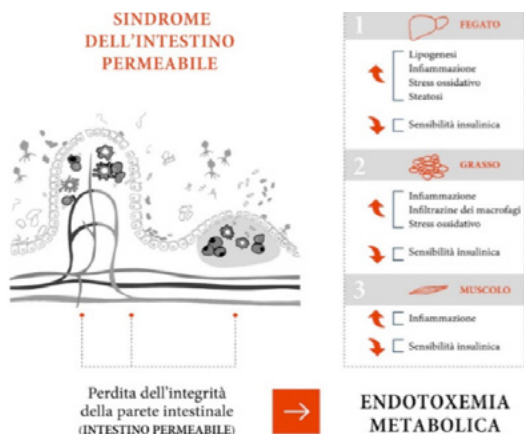 SINDROME
DELL'INTESTINO
PERMEABILE
1 FEGATO
Lipogenesi
Infiammazione
Stress ossidativo
Steatosi
Sensibilità insulinica
2 GRASSO
Infiammazione
Infiltrazine dei macrofagi
Stress ossidativo
Sensibilità insulinica
3 MUSCOLO
Infiammazione
Sensibilità insulinica
Perdita dell'integrità
della parete intestinale
(INTESTINO PERMEABILE)
ENDOTOXEMIA
METABOLICA